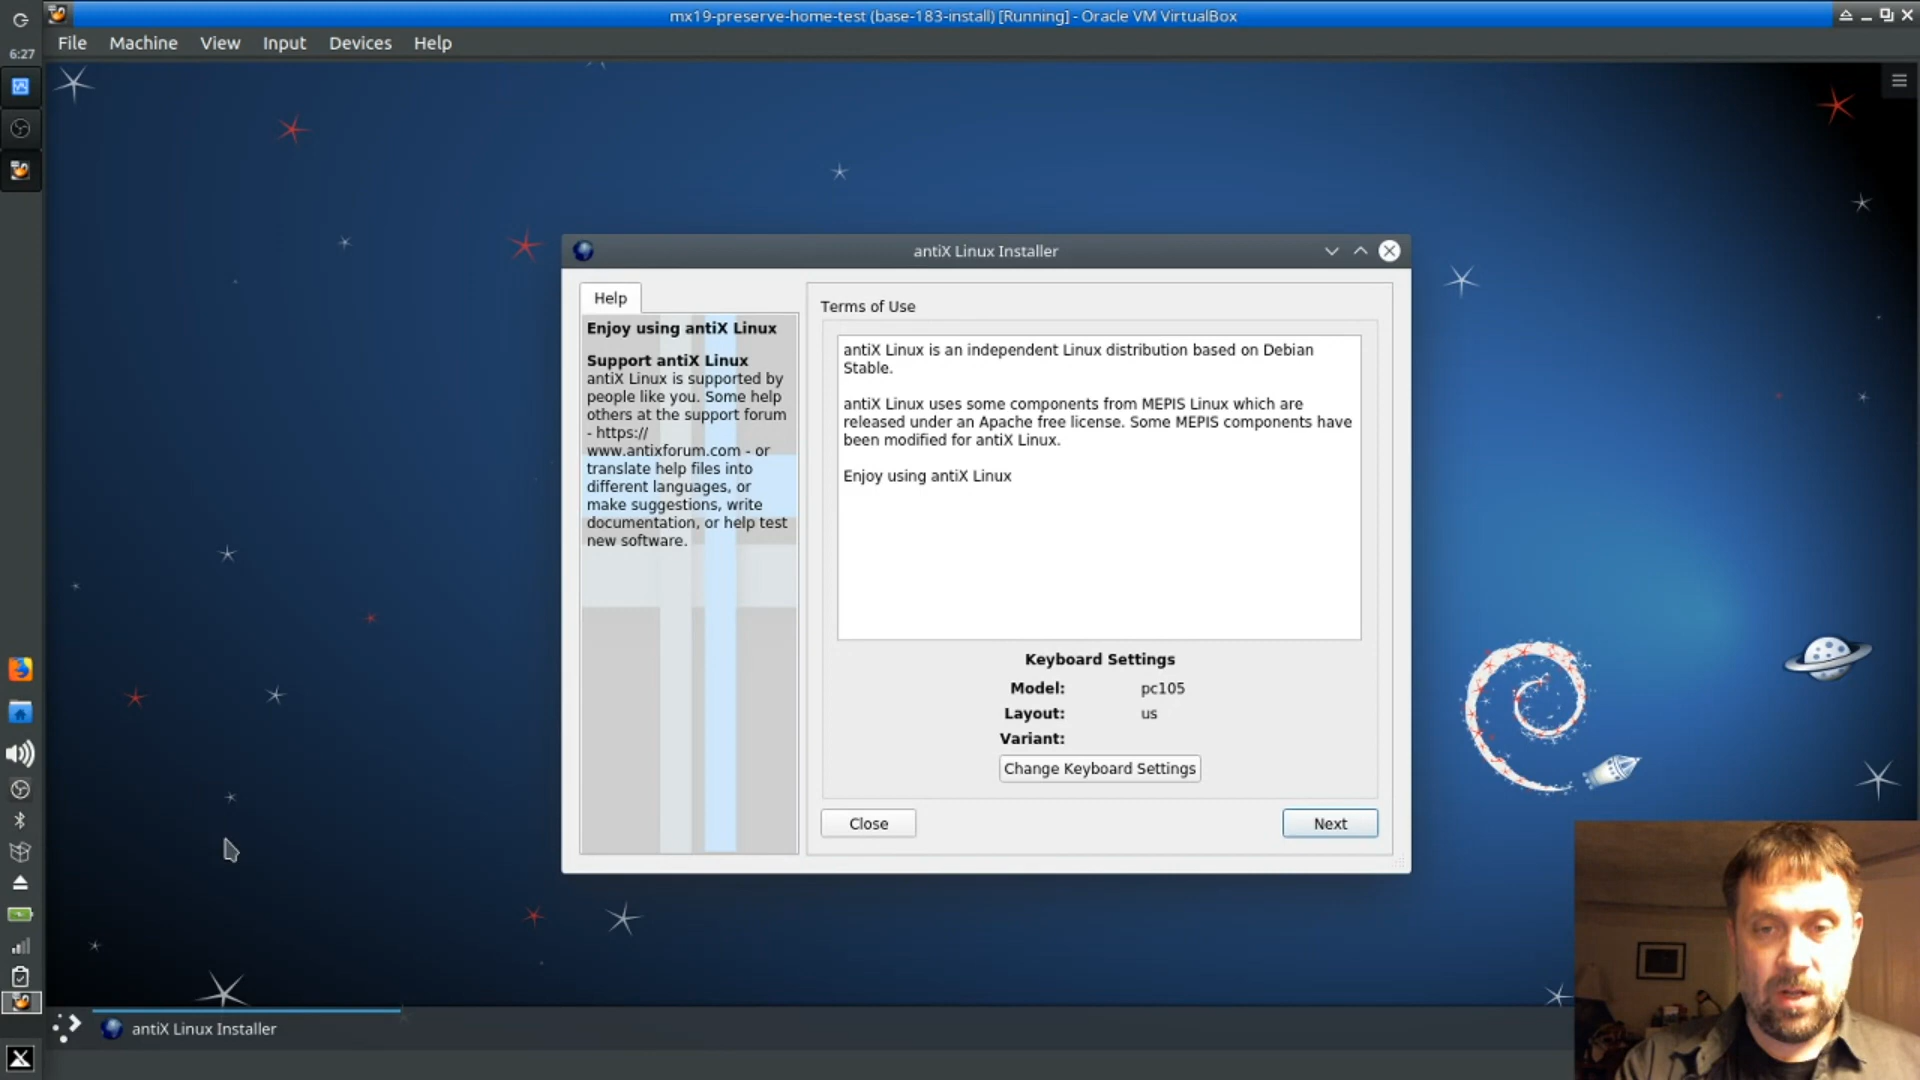 mx19-preserve-home-test (base-183-install) [Running] - Oracle VM VirtualBox
File Machine View Input Devices Help
6:27
antiX Linux Installer
Help
Enjoy using antiX Linux
Support antiX Linux
antiX Linux is supported by
people like you. Some help
others at the support forum
- https://
www.antixforum.com - or
translate help files into
different languages, or
make suggestions, write
documentation, or help test
new software.
Terms of Use
antiX Linux is an independent Linux distribution based on Debian
Stable.
antiX Linux uses some components from MEPIS Linux which are
released under an Apache free license. Some MEPIS components have
been modified for antiX Linux.
Enjoy using antiX Linux
Keyboard Settings
Model: pc105
Layout: us
Variant:
Change Keyboard Settings
Close
Next
antiX Linux Installer